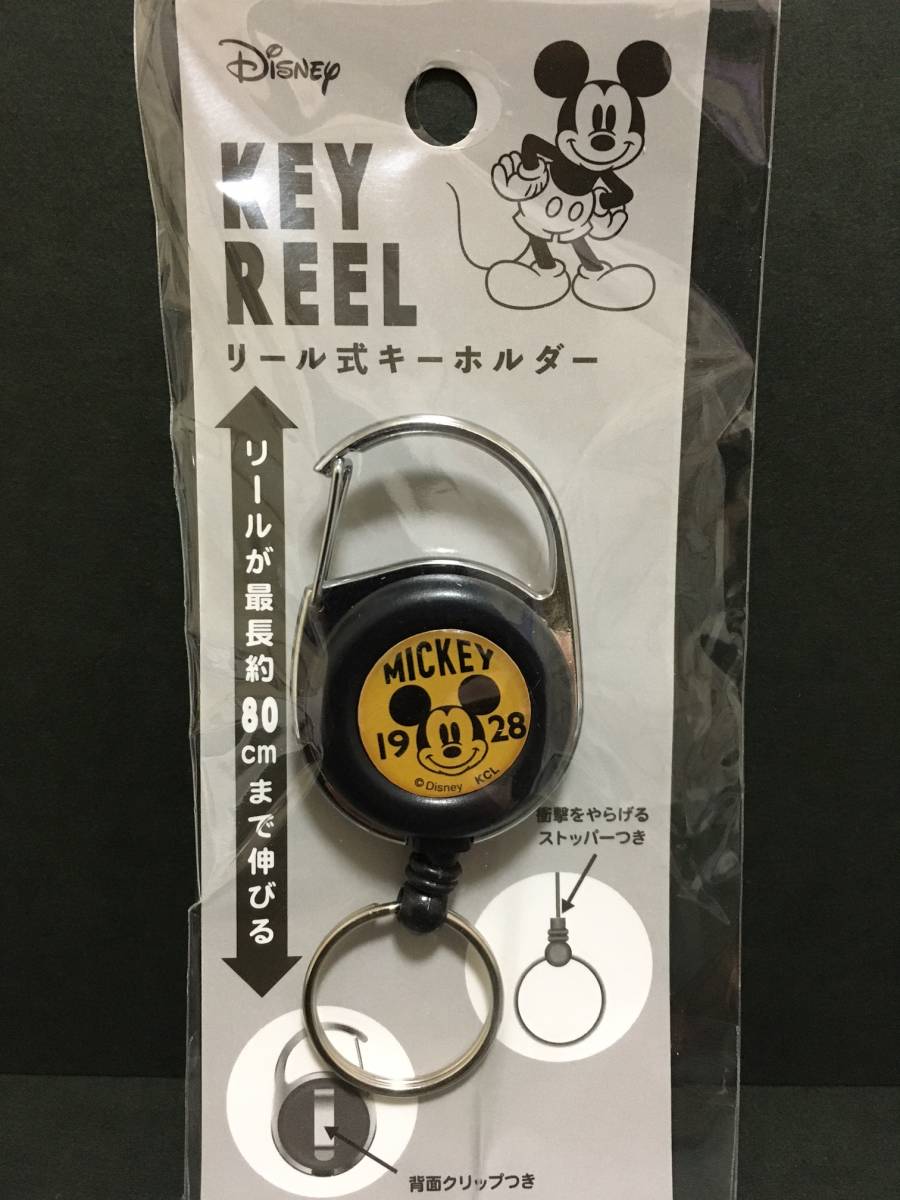 Disney
KEY
REEL
リール式キーホルダー
リールが最長約80cmまで伸びる
MICKEY
19 28
©Disney KCL
衝撃をやらげる
ストッパーつき
背面クリップつき